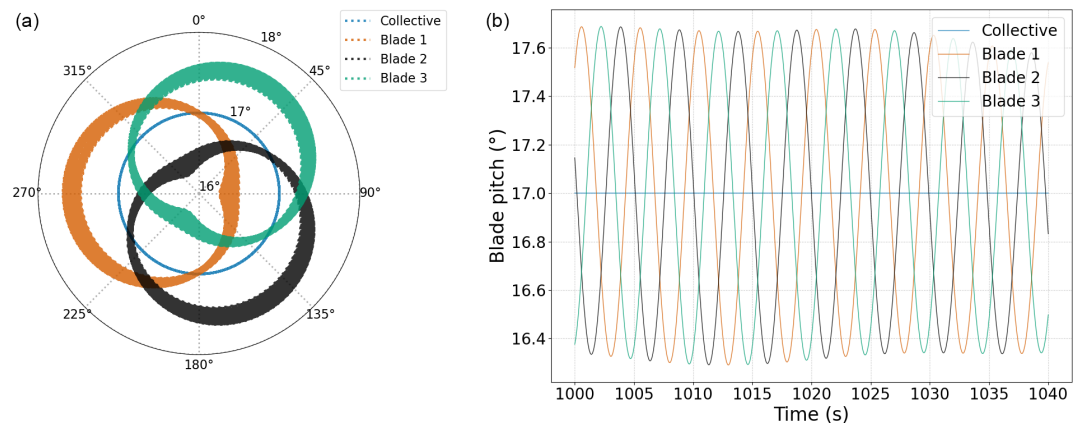 (a)
0°
18°
315°
45°
17°
16°
270°
90°
225°
135°
180°
Collective
Blade 1
Blade 2
Blade 3
(b)
17.6
17.4
17.2
17.0
16.8
16.6
16.4
Blade pitch (°)
Collective
Blade 1
Blade 2
Blade 3
1000 1005 1010 1015 1020 1025 1030 1035 1040
Time (s)